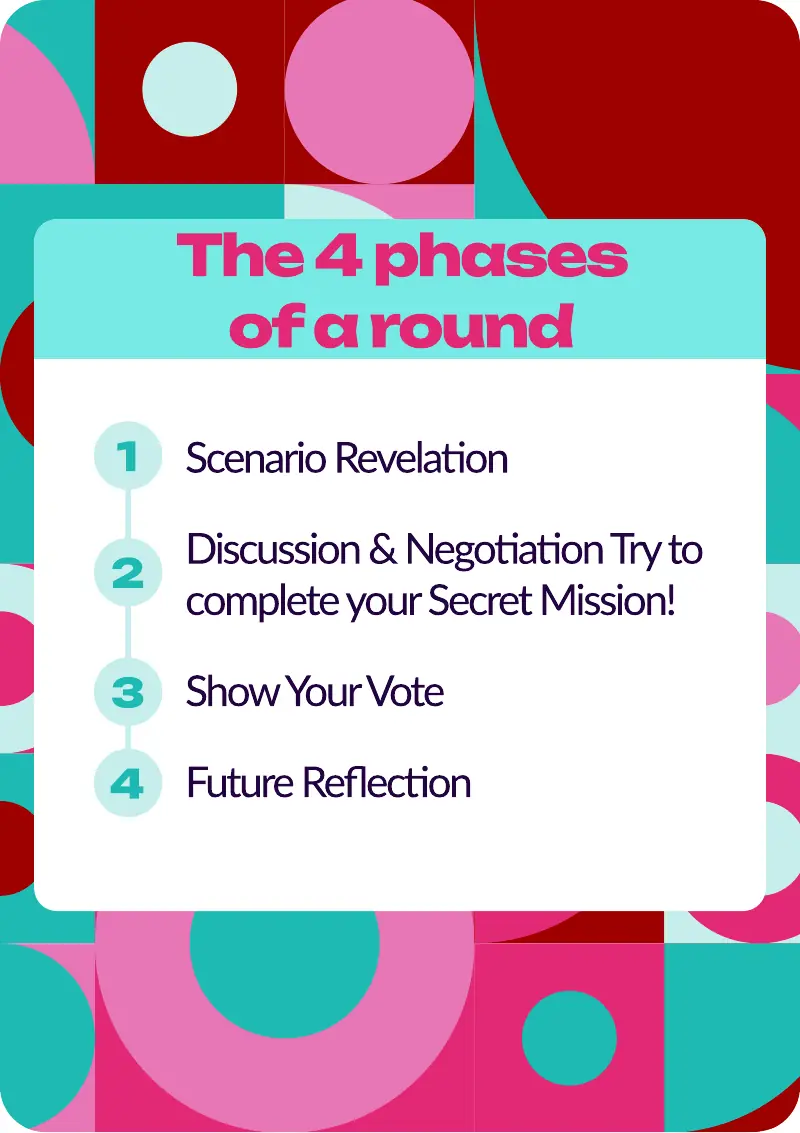 The 4 phases
of a round
1
Scenario Revelation
2
Discussion & Negotiation Try to
complete your Secret Mission!
3
Show Your Vote
4
Future Reflection